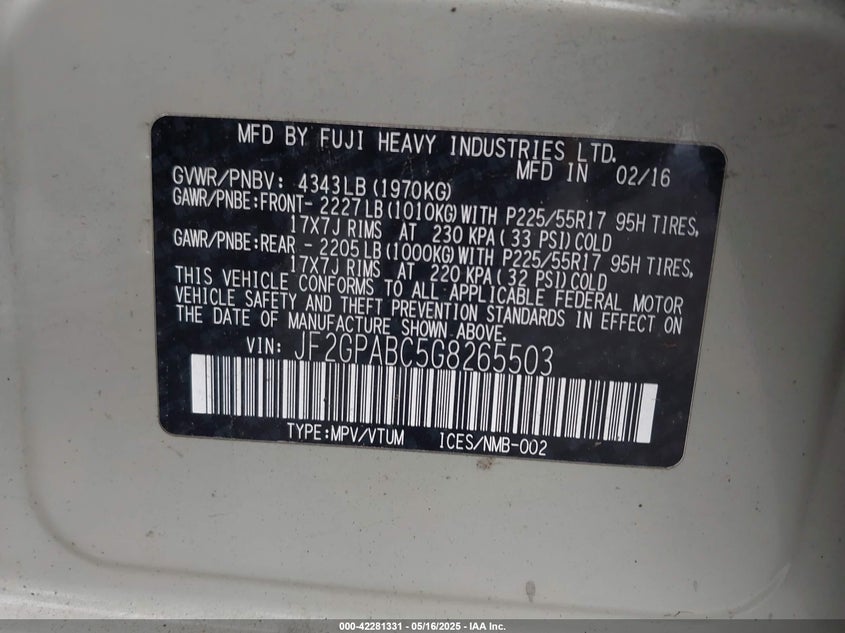 MFD BY FUJI HEAVY INDUSTRIES LTD.
MFD IN 02/16
GVWR/PNBV: 4343LB (1970KG)
GAWR/PNBE:FRONT- 2227LB (1010KG) WITH P225/55R17 95H TIRES,
17X7J RIMS AT 230 KPA (33 PSI) COLD
GAWR/PNBE:REAR - 2205LB (1000KG) WITH P225/55R17 95H TIRES,
17X7J RIMS AT 220 KPA (32 PSI) COLD
THIS VEHICLE CONFORMS TO ALL APPLICABLE FEDERAL MOTOR
VEHICLE SAFETY AND THEFT PREVENTION STANDARDS IN EFFECT ON
THE DATE OF MANUFACTURE SHOWN ABOVE.
VIN: JF2GPABC5G8265503
TYPE:MPV/VTUM ICES/NMB-002
000-42281331 - 05/16/2025 - IAA Inc.